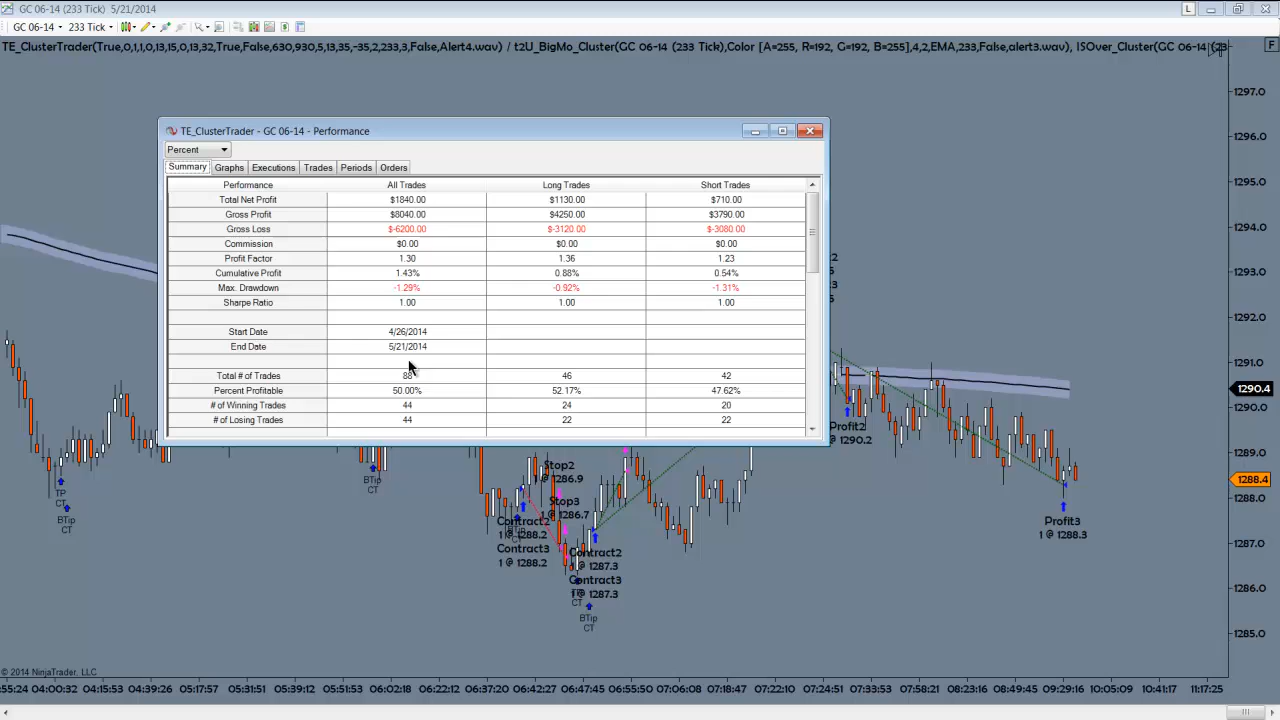 GC 06-14 (233 Tick) 5/21/2014
L
GC 06-14 233 Tick
TE_ClusterTrader(True,0,1,1,0,13,15,0,13,32,True,False,630,930,5,13,35,-35,2,233,3,False,Alert4.wav) / t2U_BigMo_Cluster(GC 06-14 (233 Tick),Color [A=255, R=192, G=192, B=255],4,2,EMA,233,False,alert3.wav), ISOver_Cluster(GC 06-14 (23
F
TE_ClusterTrader - GC 06-14 - Performance
Percent
Summary Graphs Executions Trades Periods Orders
Performance All Trades Long Trades Short Trades
Total Net Profit $1840.00 $1130.00 $710.00
Gross Profit $8040.00 $4250.00 $3790.00
Gross Loss $-6200.00 $-3120.00 $-3080.00
Commission $0.00 $0.00 $0.00
Profit Factor 1.30 1.36 1.23
Cumulative Profit 1.43% 0.88% 0.54%
Max. Drawdown -1.29% -0.92% -1.31%
Sharpe Ratio 1.00 1.00 1.00
Start Date 4/26/2014
End Date 5/21/2014
Total # of Trades 88 46 42
Percent Profitable 50.00% 52.17% 47.62%
# of Winning Trades 44 24 20
# of Losing Trades 44 22 22
1297.0
1296.0
1295.0
1294.0
1293.0
1292.0
1291.0
1290.4
1290.0
1289.0
1288.4
1288.0
1287.0
1286.0
1285.0
Profit2
@ 1290.2
TP
CT
BTip
CT
BTip
CT
Stop2
1 @ 1286.9
Stop3
1 @ 1286.7
Contract2
1 @ 1288.2
Contract3
1 @ 1288.2
Contract2
1 @ 1287.3
Contract3
1 @ 1287.3
CT
BTip
CT
Profit3
1 @ 1288.3
© 2014 NinjaTrader, LLC
:55:24 04:00:32 04:15:53 04:39:26 05:17:57 05:31:51 05:39:12 05:51:53 06:02:18 06:22:12 06:37:20 06:42:27 06:47:45 06:55:50 07:06:08 07:18:47 07:22:10 07:24:51 07:33:53 07:58:21 08:23:16 08:49:45 09:29:16 10:05:09 10:41:17 11:17:25